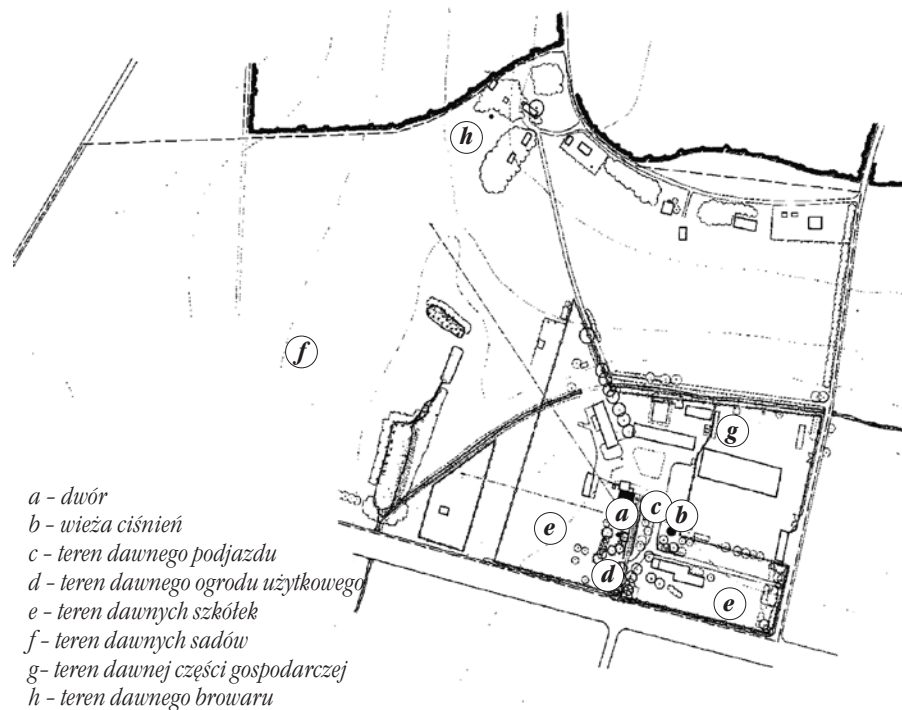 h
f
g
a
c
b
e
d
e
a – dwór
b – wieża ciśnień
c – teren dawnego podjazdu
d – teren dawnego ogrodu użytkowego
e – teren dawnych szkółek
f – teren dawnych sadów
g– teren dawnej części gospodarczej
h – teren dawnego browaru